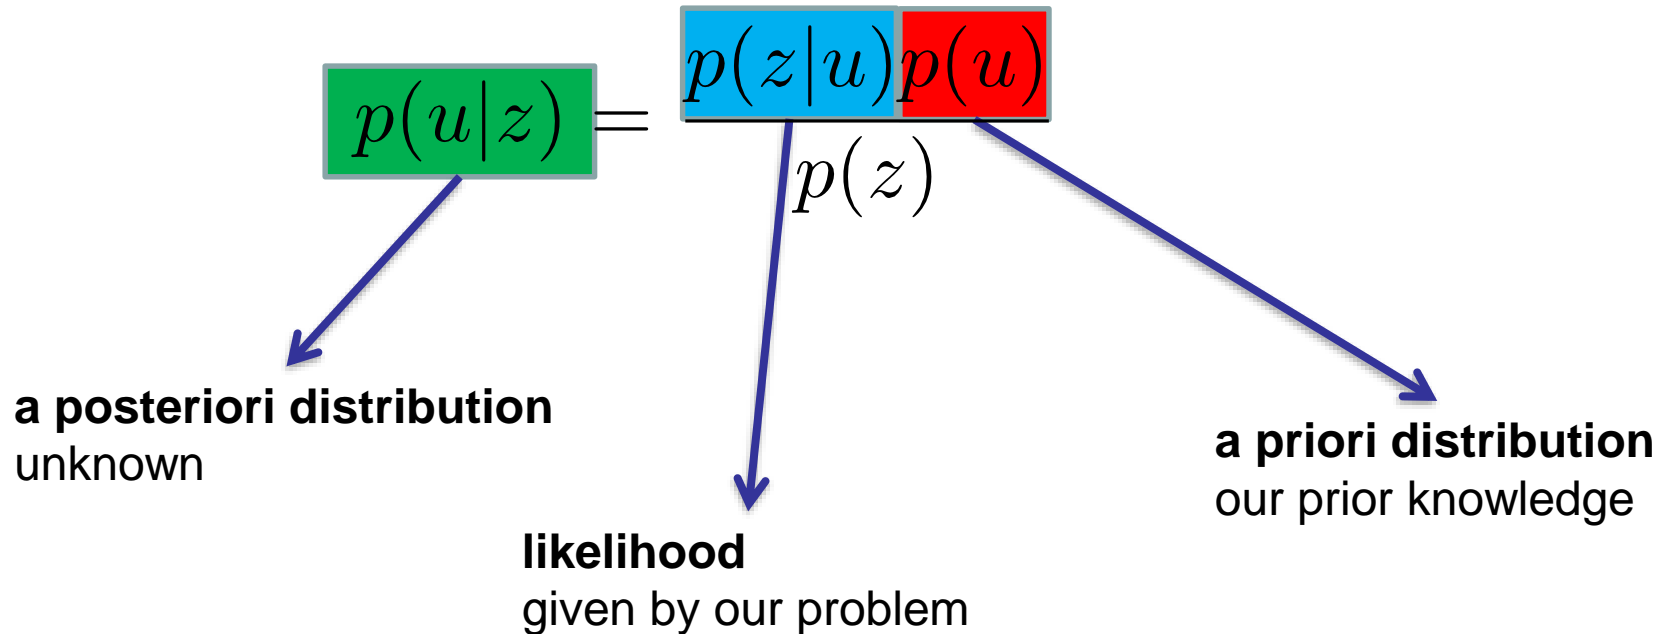 p(u|z) = p(z|u) p(u)
p(z)
a posteriori distribution
unknown
a priori distribution
our prior knowledge
likelihood
given by our problem